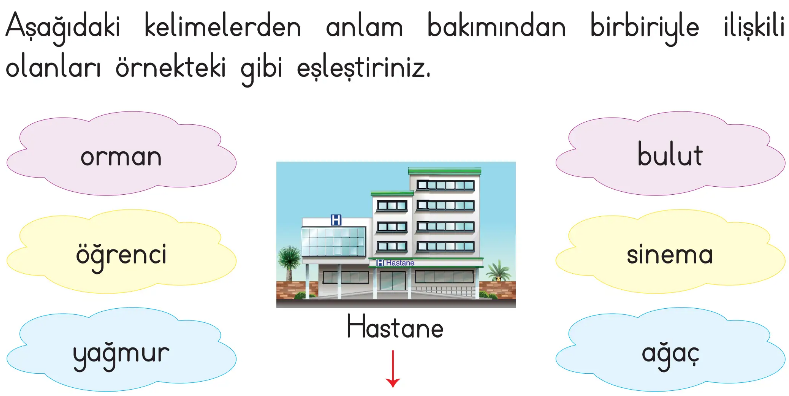 Aşağıdaki kelimelerden anlam bakımından birbiriyle ilişkili
olanları örnekteki gibi eşleştiriniz.
orman
bulut
öğrenci
H
H Hastane
sinema
yağmur
Hastane
ağaç